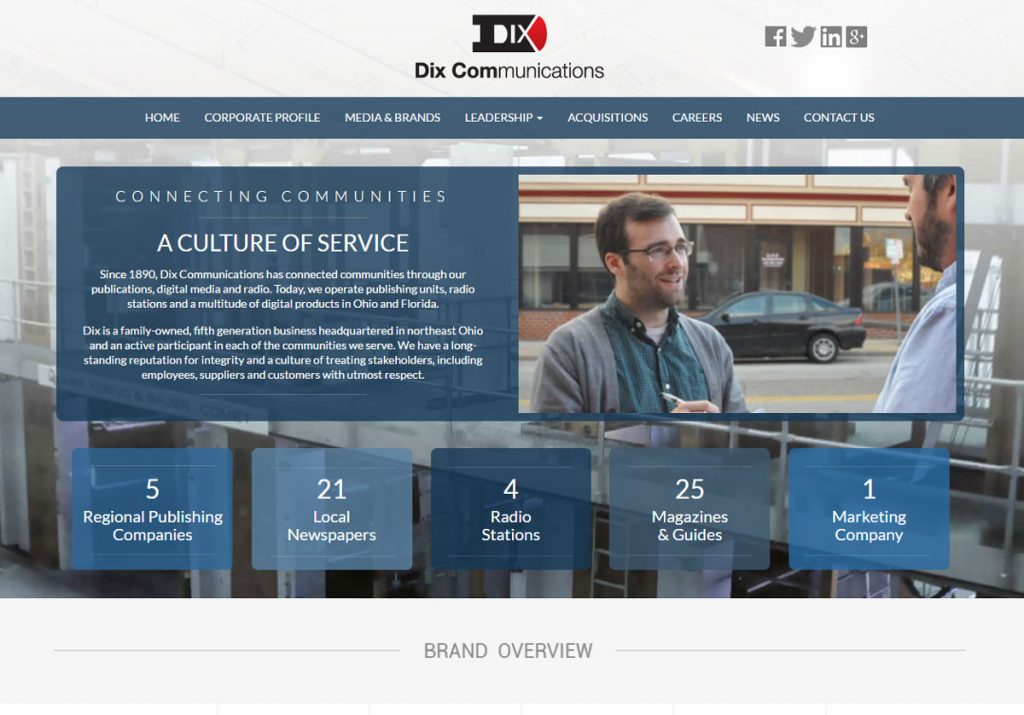 DIX
Dix Communications
HOME
CORPORATE PROFILE
MEDIA & BRANDS
LEADERSHIP
ACQUISITIONS
CAREERS
NEWS
CONTACT US
CONNECTING COMMUNITIES
A CULTURE OF SERVICE
Since 1890, Dix Communications has connected communities through our
publications, digital media and radio. Today, we operate publishing units, radio
stations and a multitude of digital products in Ohio and Florida.
Dix is a family-owned, fifth generation business headquartered in northeast Ohio
and an active participant in each of the communities we serve. We have a long-
standing reputation for integrity and a culture of treating stakeholders, including
employees, suppliers and customers with utmost respect.
COMET
5
Regional Publishing
Companies
21
Local
Newspapers
4
Radio
Stations
25
Magazines
& Guides
1
Marketing
Company
BRAND OVERVIEW